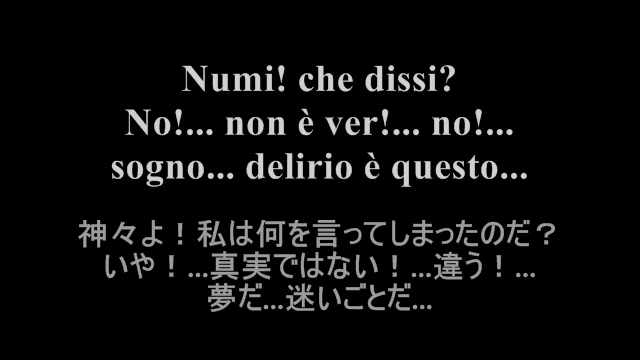 Numi! che dissi?
No!... non è ver!... no!...
sogno... delirio è questo...
神々よ！私は何を言ってしまったのだ？
いや！...真実ではない！...違う！...
夢だ...迷いごとだ...